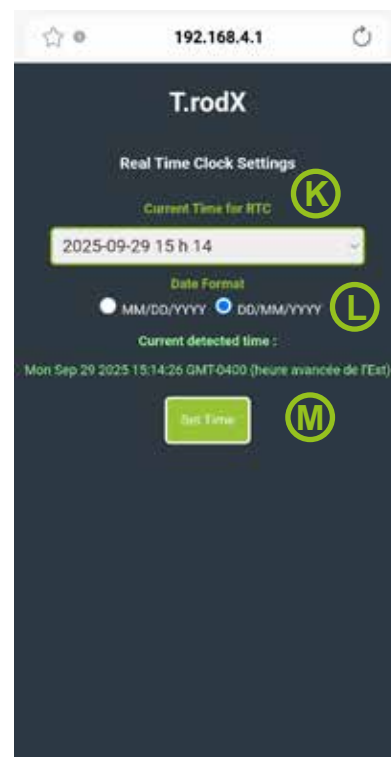 192.168.4.1
T.rodX
Real Time Clock Settings
K
Current Time for RTC
2025-09-29 15 h 14
Date Format
MM/DD/YYYY DD/MM/YYYY
L
Current detected time :
Mon Sep 29 2025 15:14:26 GMT-0400 (heure avancée de l'Est)
Set Time
M